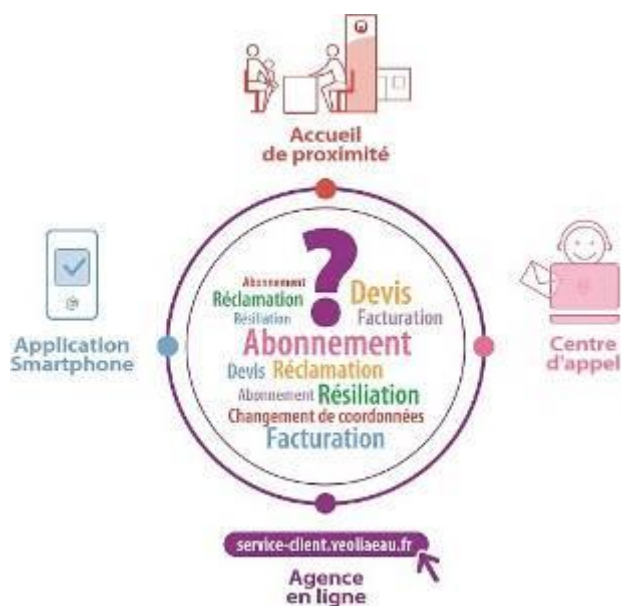 Accueil
de proximité
?
Abonnement
Réclamation
Devis
Résiliation
Facturation
Abonnement
Devis Réclamation
Abonnement Résiliation
Changement de coordonnées
Facturation
Application
Smartphone
Centre
d'appel
service-client.veoliaeau.fr
Agence
en ligne